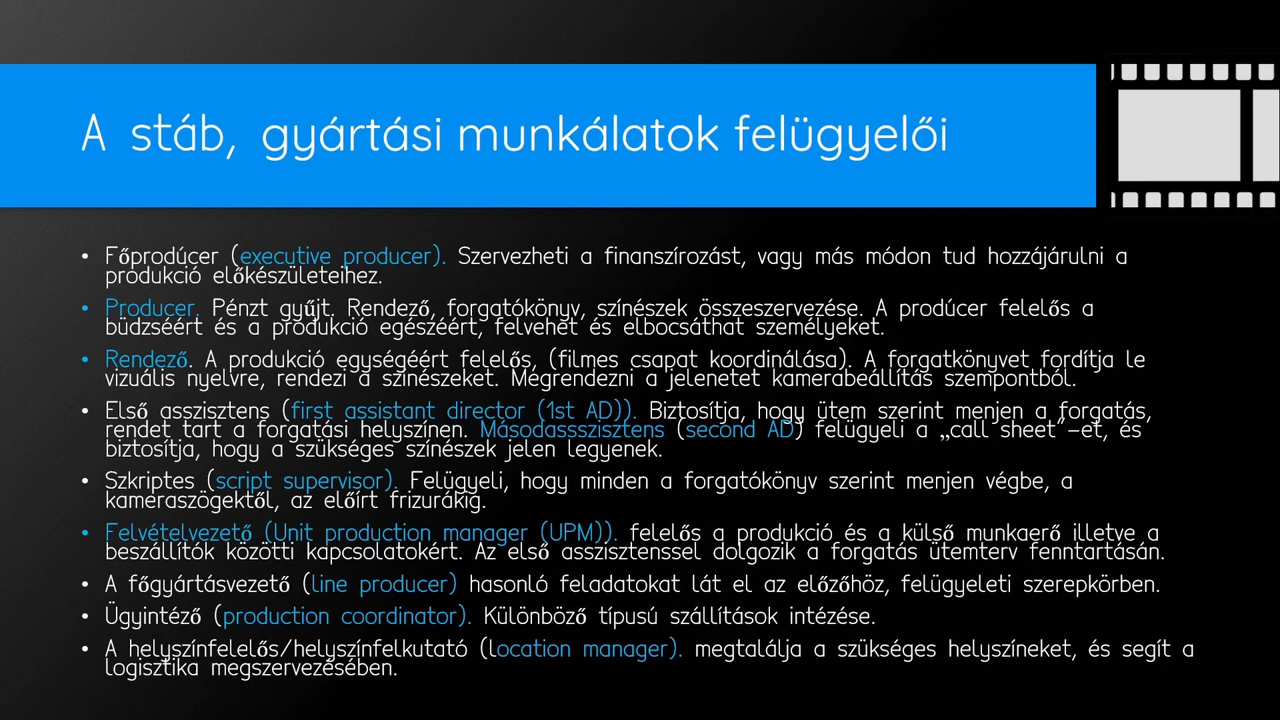 A stáb, gyártási munkálatok felügyelői
• Főprodúcer (executive producer). Szervezheti a finanszírozást, vagy más módon tud hozzájárulni a
produkció előkészületeihez.
• Producer. Pénzt gyűjt. Rendező, forgatókönyv, színészek összeszervezése. A prodúcer felelős a
büdzséért és a produkció egészéért, felvehet és elbocsáthat személyeket.
• Rendező. A produkció egységéért felelős, (filmes csapat koordinálása). A forgatkönyvet fordítja le
vizuális nyelvre, rendezi a színészeket. Megrendezni a jelenetet kamerabeállítás szempontból.
• Első asszisztens (first assistant director (1st AD)). Biztosítja, hogy ütem szerint menjen a forgatás,
rendet tart a forgatási helyszínen. Másodassszisztens (second AD) felügyeli a „call sheet”-et, és
biztosítja, hogy a szükséges színészek jelen legyenek.
• Szkriptes (script supervisor). Felügyeli, hogy minden a forgatókönyv szerint menjen végbe, a
kameraszögektől, az előírt frizurákig.
• Felvételvezető (Unit production manager (UPM)). felelős a produkció és a külső munkaerő illetve a
beszállítók közötti kapcsolatokért. Az első asszisztenssel dolgozik a forgatás ütemterv fenntartásán.
• A főgyártásvezető (line producer) hasonló feladatokat lát el az előzőhöz, felügyeleti szerepkörben.
• Ügyintéző (production coordinator). Különböző típusú szállítások intézése.
• A helyszínfelelős/helyszínfelkutató (location manager). megtalálja a szükséges helyszíneket, és segít a
logisztika megszervezésében.